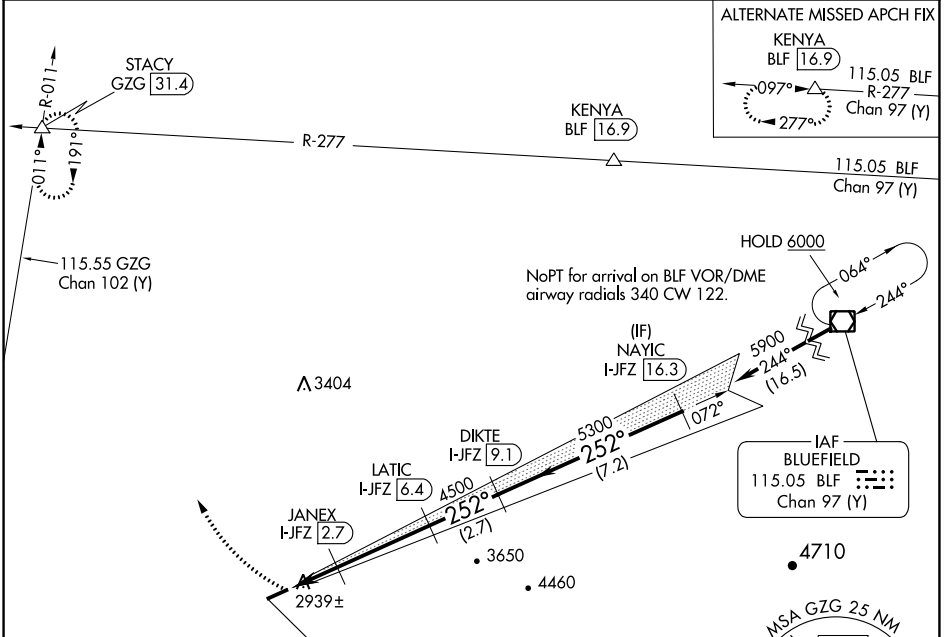 ALTERNATE MISSED APCH FIX
KENYA
BLF 16.9
097°
277°
115.05 BLF
R-277
Chan 97 (Y)
R-011
STACY
GZG 31.4
011°
191°
R-277
KENYA
BLF 16.9
115.05 BLF
Chan 97 (Y)
115.55 GZG
Chan 102 (Y)
HOLD 6000
064°
244°
NoPT for arrival on BLF VOR/DME
airway radials 340 CW 122.
(IF)
NAYIC
I-JFZ 16.3
5900
244°
(16.5)
3404
072°
5300
252°
(7.2)
DIKTE
I-JFZ 9.1
LATIC
I-JFZ 6.4
4500
252°
(2.7)
JANEX
I-JFZ 2.7
IAF
BLUEFIELD
115.05 BLF
Chan 97 (Y)
3650
4460
4710
2939±
MSA GZG 25 NM